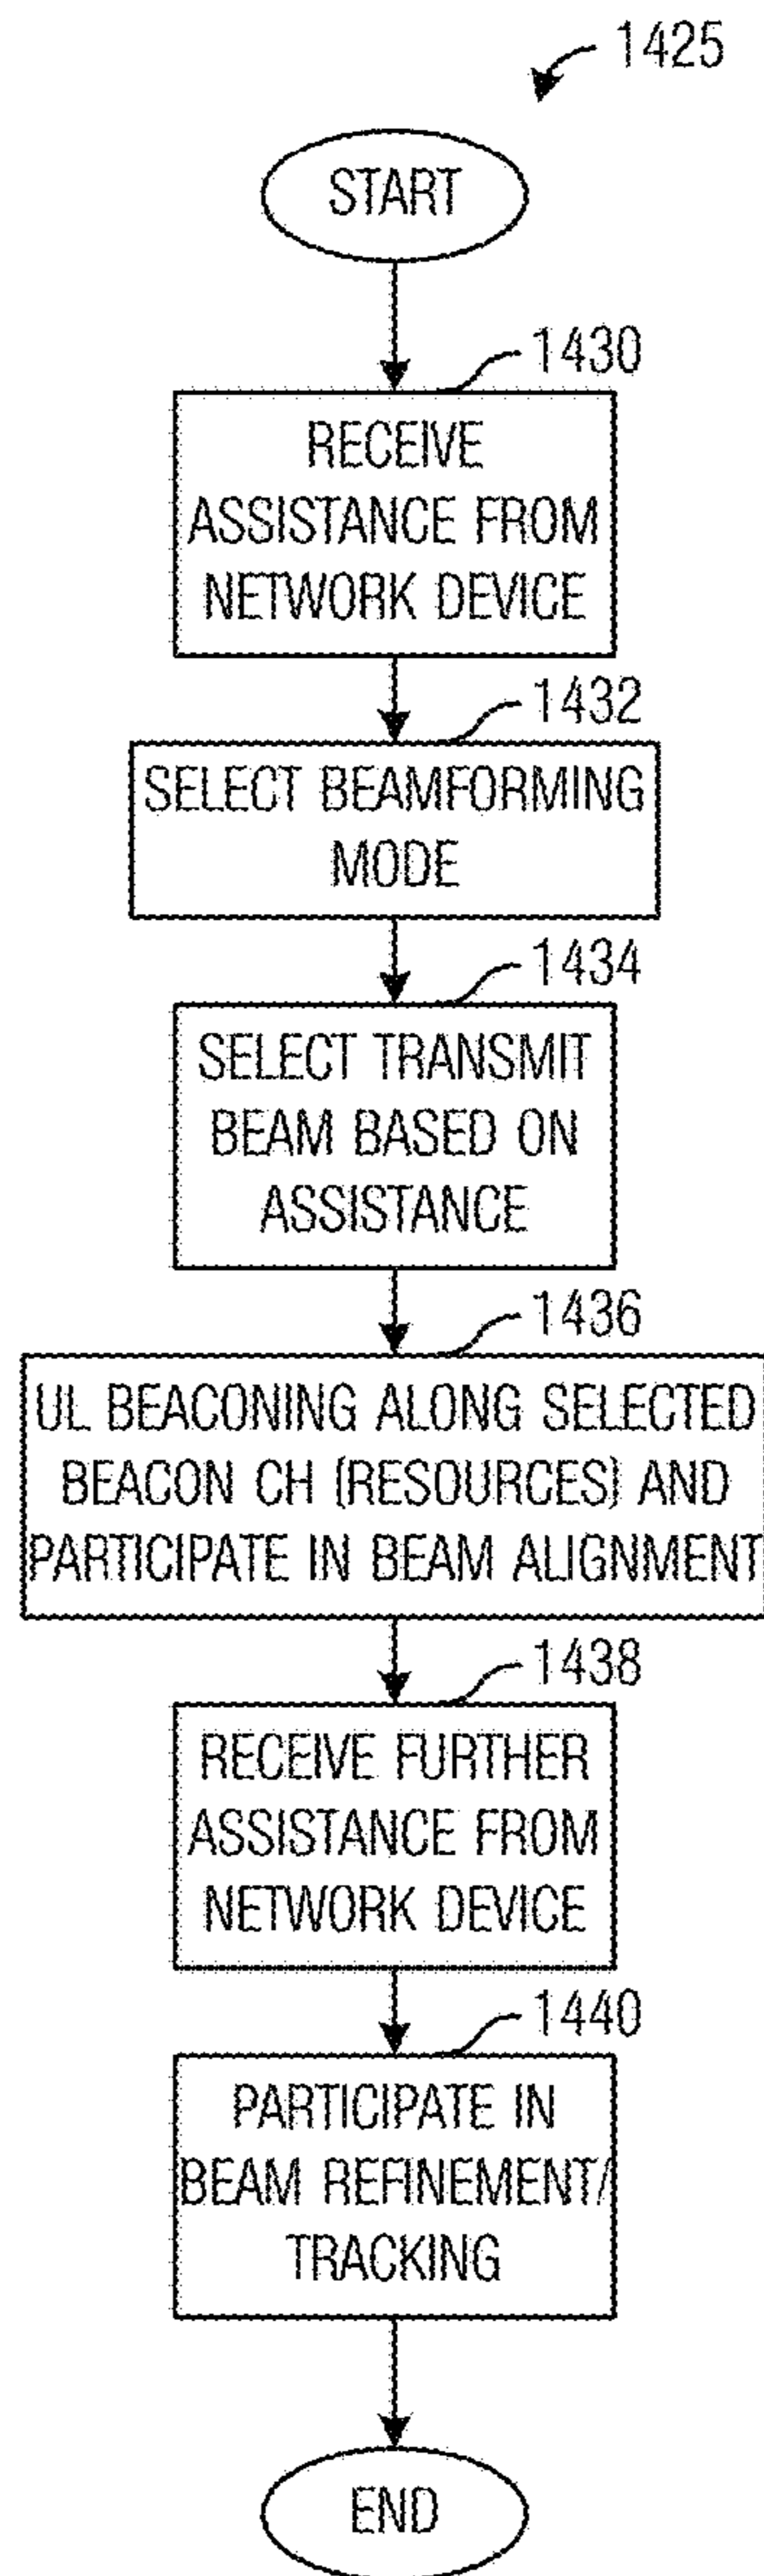 1425
START
1430
RECEIVE
ASSISTANCE FROM
NETWORK DEVICE
1432
SELECT BEAMFORMING
MODE
1434
SELECT TRANSMIT
BEAM BASED ON
ASSISTANCE
1436
UL BEACONING ALONG SELECTED
BEACON CH (RESOURCES) AND
PARTICIPATE IN BEAM ALIGNMENT
1438
RECEIVE FURTHER
ASSISTANCE FROM
NETWORK DEVICE
1440
PARTICIPATE IN
BEAM REFINEMENT/
TRACKING
END